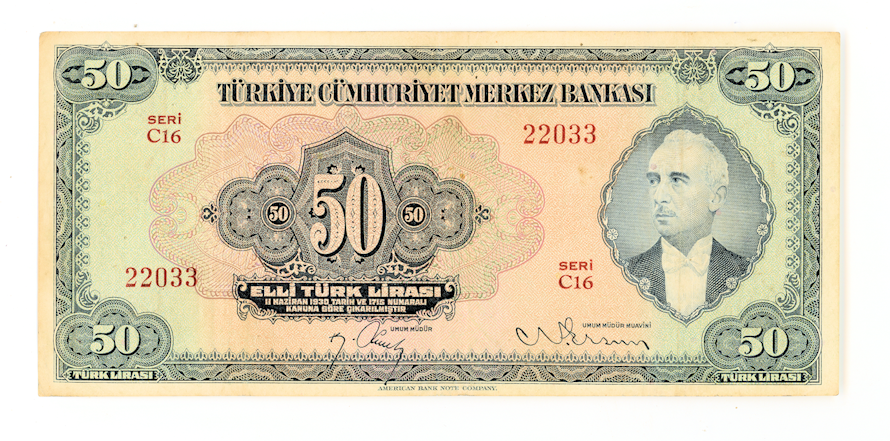 50 50
TÜRKİYE CÜMHURİYET MERKEZ BANKASI
SERİ
C16
22033
50
50
50
22033
SERİ
C16
ELLİ TÜRK LİRASI
11 HAZİRAN 1930 TARİH VE 1715 NUMARALI
KANUNA GÖRE ÇIKARILMIŞTIR
UMUM MÜDÜR
UMUM MÜDÜR MUAVİNİ
50 50
TÜRK LİRASI TÜRK LİRASI
AMERICAN BANK NOTE COMPANY.